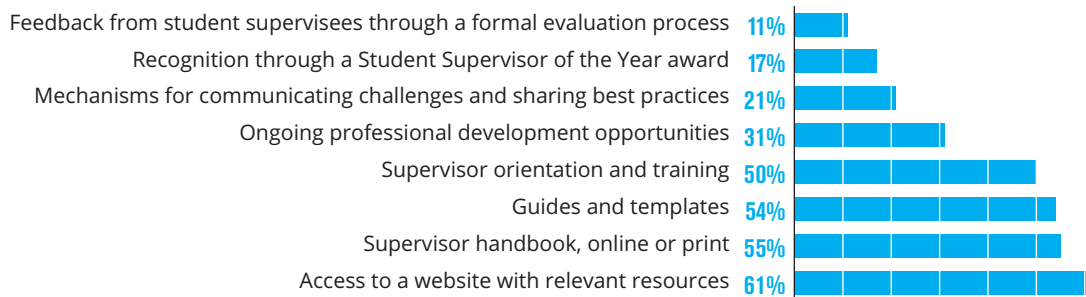 Feedback from student supervisees through a formal evaluation process 11%
Recognition through a Student Supervisor of the Year award 17%
Mechanisms for communicating challenges and sharing best practices 21%
Ongoing professional development opportunities 31%
Supervisor orientation and training 50%
Guides and templates 54%
Supervisor handbook, online or print 55%
Access to a website with relevant resources 61%